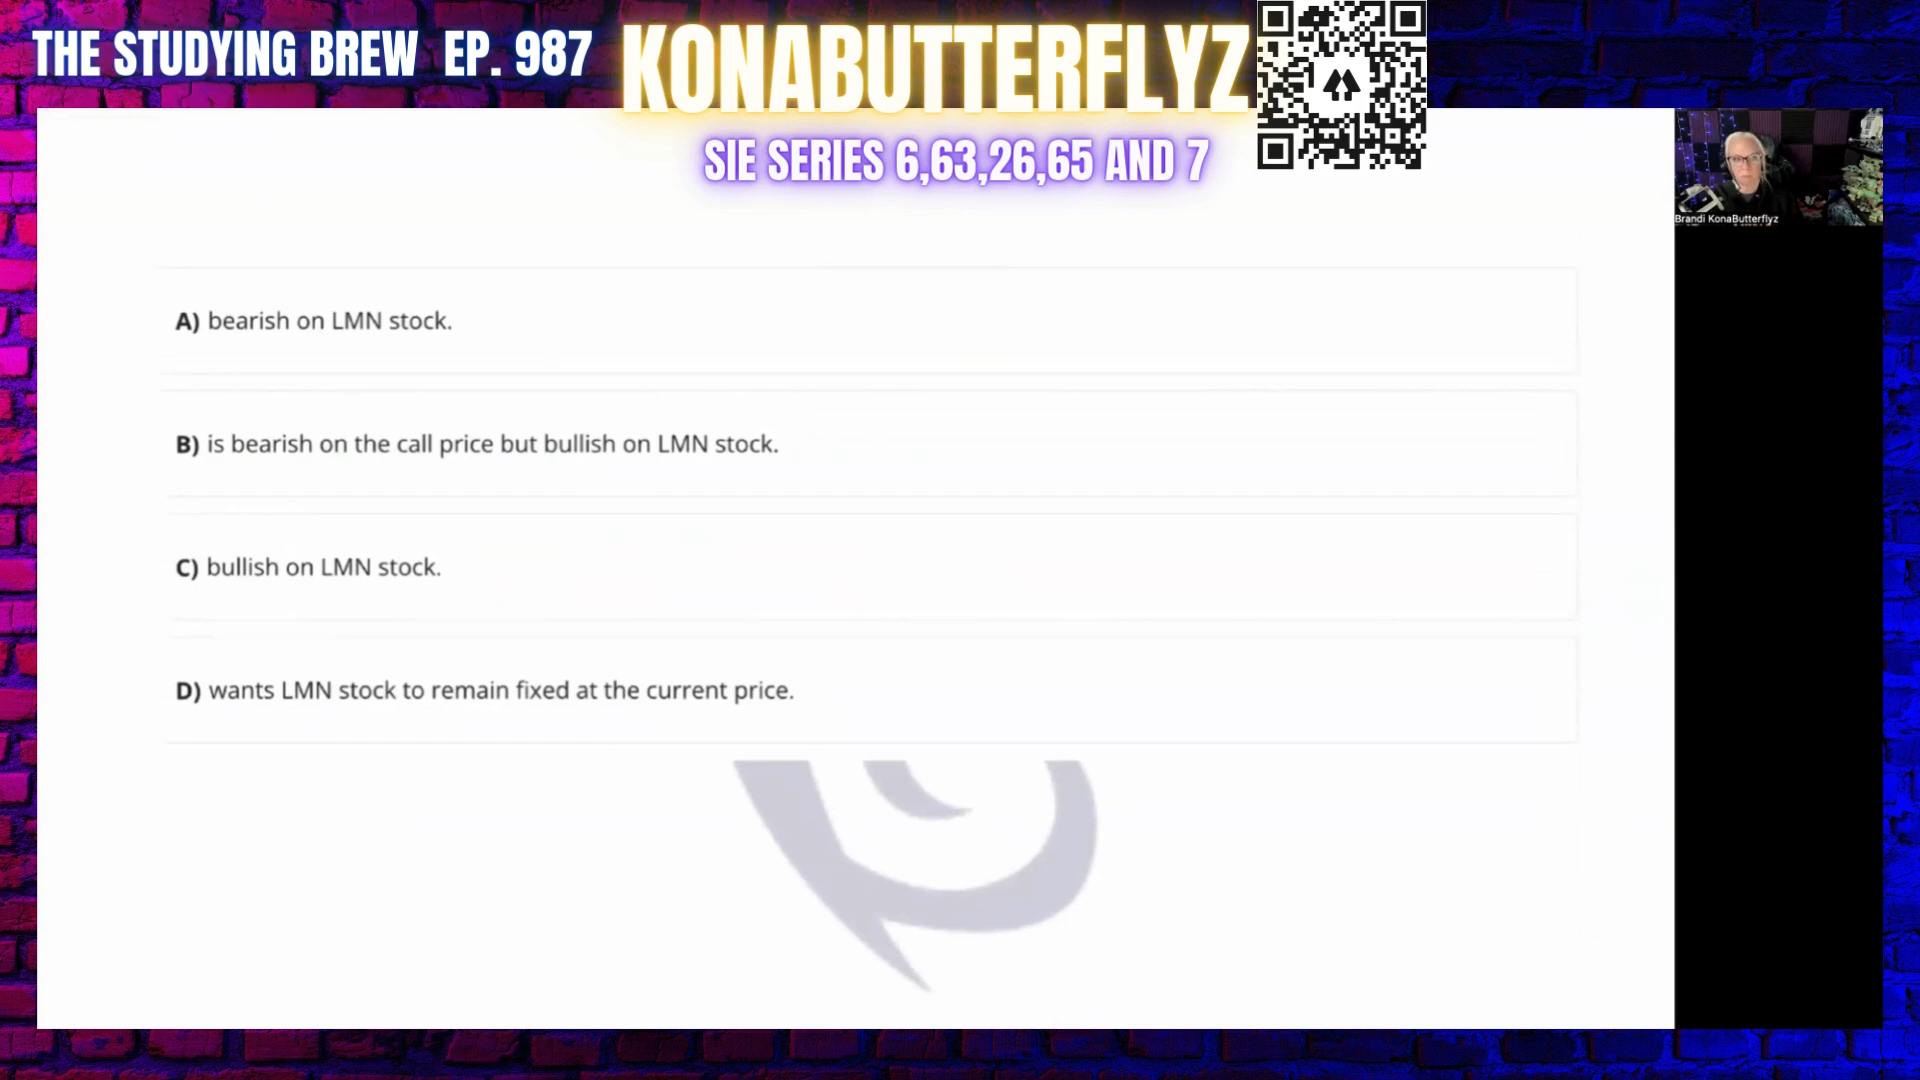 THE STUDYING BREW EP. 987
KONABUTTERFLYZ
SIE SERIES 6,63,26,65 AND 7
Brandi KonaButterflyz
A) bearish on LMN stock.
B) is bearish on the call price but bullish on LMN stock.
C) bullish on LMN stock.
D) wants LMN stock to remain fixed at the current price.